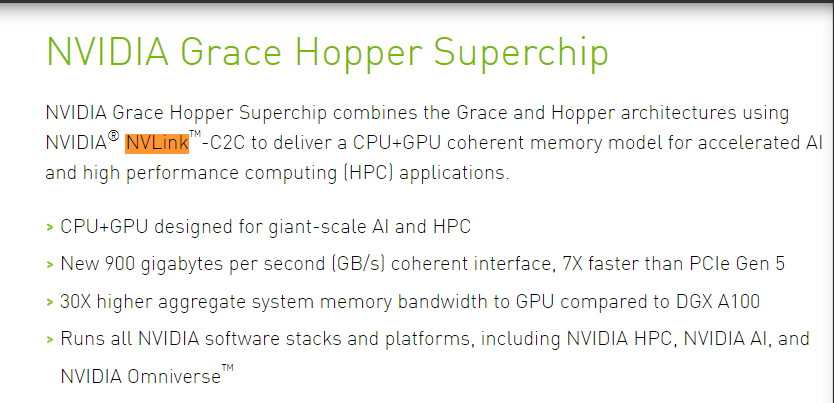 NVIDIA Grace Hopper Superchip
NVIDIA Grace Hopper Superchip combines the Grace and Hopper architectures using
NVIDIA® NVLink™-C2C to deliver a CPU+GPU coherent memory model for accelerated AI
and high performance computing (HPC) applications.
> CPU+GPU designed for giant-scale AI and HPC
> New 900 gigabytes per second (GB/s) coherent interface, 7X faster than PCIe Gen 5
> 30X higher aggregate system memory bandwidth to GPU compared to DGX A100
> Runs all NVIDIA software stacks and platforms, including NVIDIA HPC, NVIDIA AI, and
NVIDIA Omniverse™